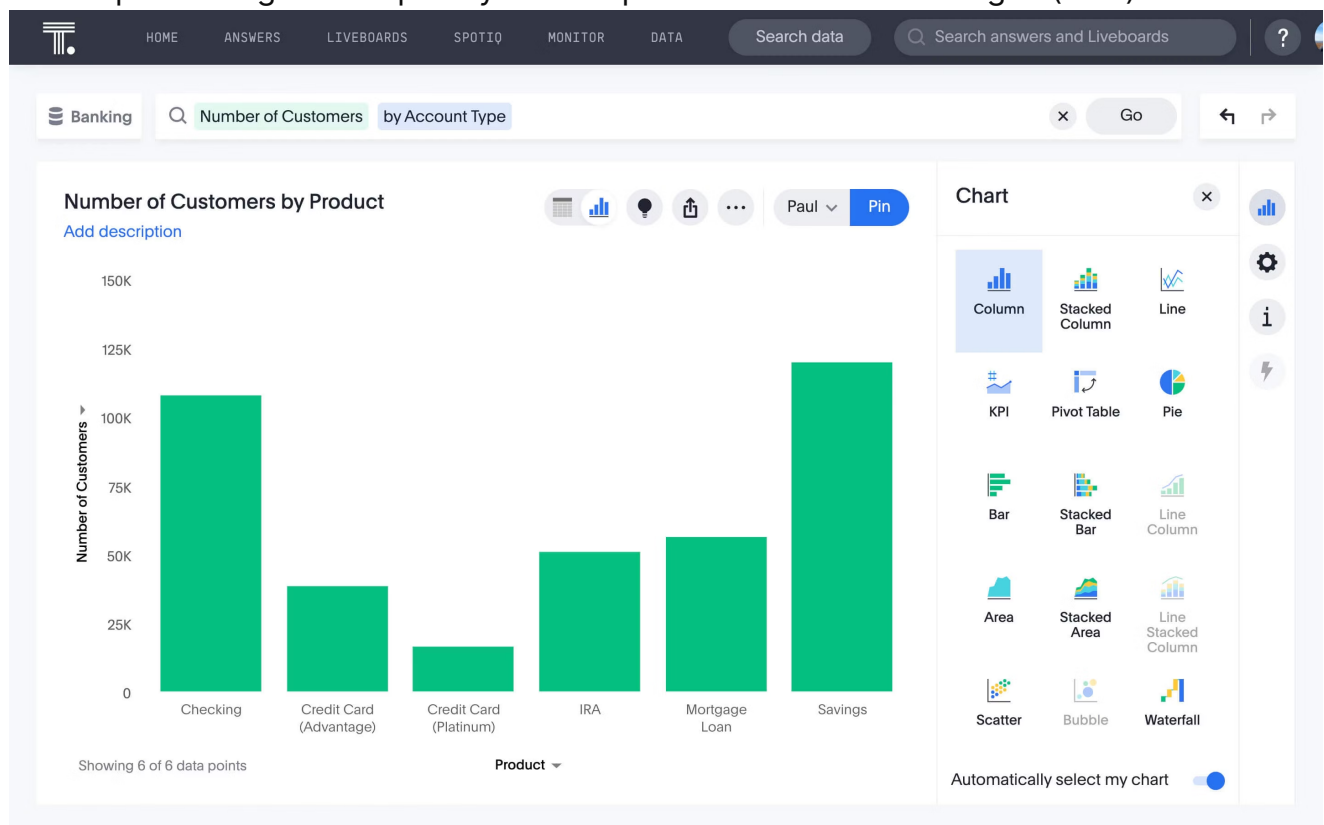 HOME ANSWERS LIVEBOARDS SPOTIQ MONITOR DATA Search data Search answers and Liveboards ?
Banking Number of Customers by Account Type × Go
Number of Customers by Product
Add description
Paul Pin
150K
125K
100K
75K
50K
25K
0
Number of Customers
Checking
Credit Card
(Advantage)
Credit Card
(Platinum)
IRA
Mortgage
Loan
Savings
Showing 6 of 6 data points
Product
Chart ×
Column
Stacked
Column
Line
KPI
Pivot Table
Pie
Bar
Stacked
Bar
Line
Column
Area
Stacked
Area
Line
Stacked
Column
Scatter
Bubble
Waterfall
Automatically select my chart
i